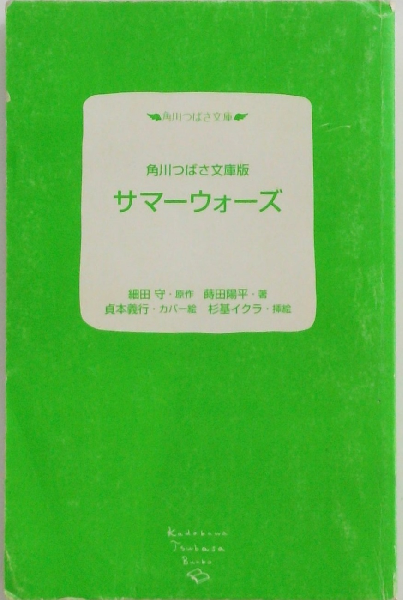 角川つばさ文庫
角川つばさ文庫版
サマーウォーズ
細田 守・原作 蒔田陽平・著
貞本義行・カバー絵 杉基イクラ・挿絵
Kadokawa
Tsubasa
Bunko